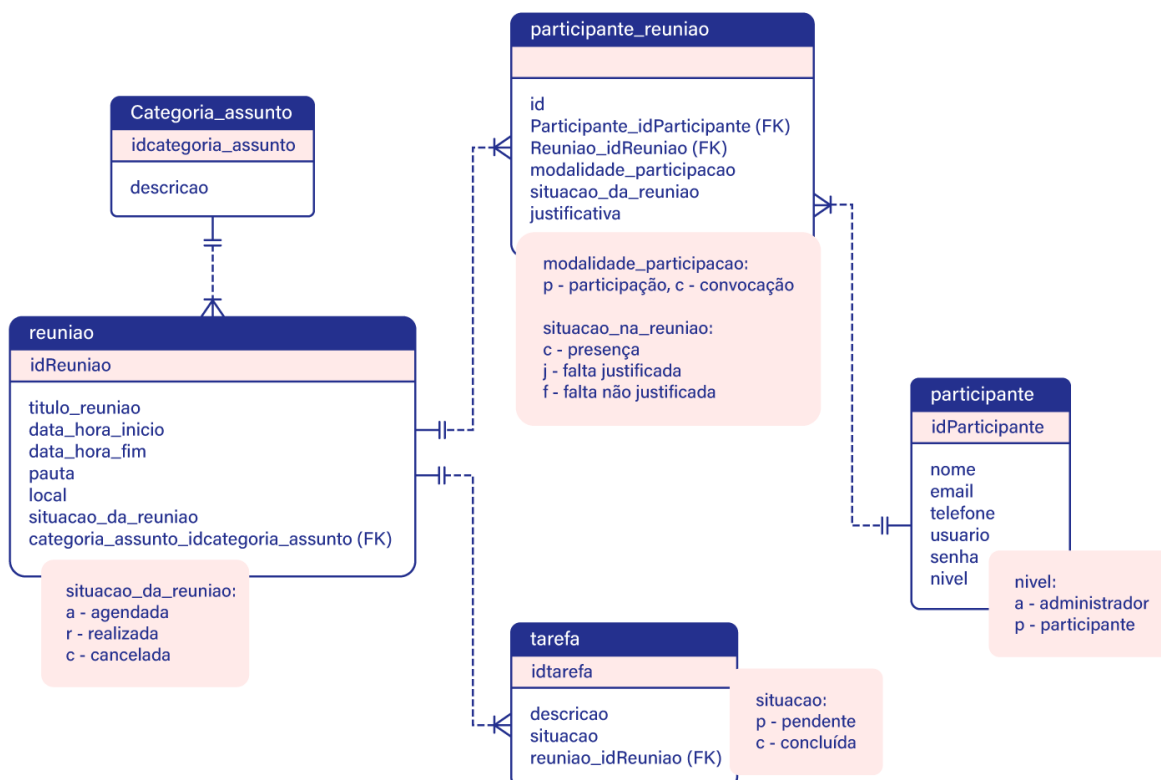 participante_reuniao
id
Participante_idParticipante (FK)
Reuniao_idReuniao (FK)
modalidade_participacao
situacao_da_reuniao
justificativa
modalidade_participacao:
p - participação, c - convocação
situacao_na_reuniao:
c - presença
j - falta justificada
f - falta não justificada
Categoria_assunto
idcategoria_assunto
descricao
reuniao
idReuniao
titulo_reuniao
data_hora_inicio
data_hora_fim
pauta
local
situacao_da_reuniao
categoria_assunto_idcategoria_assunto (FK)
situacao_da_reuniao:
a - agendada
r - realizada
c - cancelada
participante
idParticipante
nome
email
telefone
usuario
senha
nivel
nivel:
a - administrador
p - participante
tarefa
idtarefa
descricao
situacao
reuniao_idReuniao (FK)
situacao:
p - pendente
c - concluída